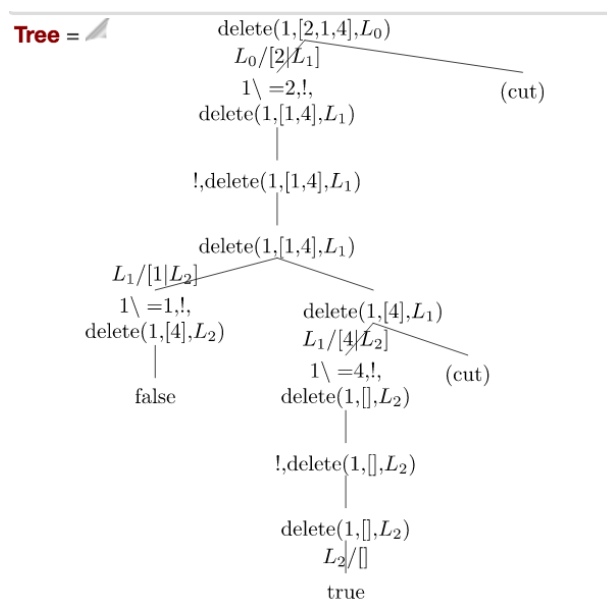 Tree =
delete(1,[2,1,4],L₀)
L₀/[2|L₁]
1\ =2,!,
(cut)
delete(1,[1,4],L₁)
!,delete(1,[1,4],L₁)
delete(1,[1,4],L₁)
L₁/[1|L₂]
1\ =1,!,
delete(1,[4],L₂)
false
delete(1,[4],L₁)
L₁/[4|L₂]
1\ =4,!,
(cut)
delete(1,[],L₂)
!,delete(1,[],L₂)
delete(1,[],L₂)
L₂/[]
true